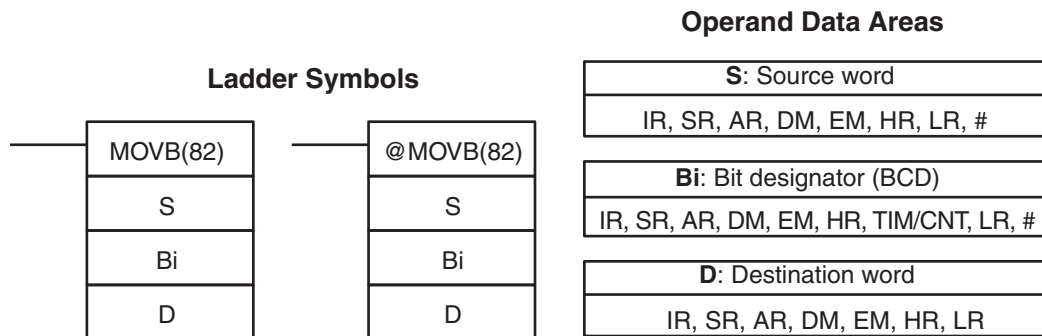 Ladder Symbols
MOVB(82)
S
Bi
D
@MOVB(82)
S
Bi
D
Operand Data Areas
S: Source word
IR, SR, AR, DM, EM, HR, LR, #
Bi: Bit designator (BCD)
IR, SR, AR, DM, EM, HR, TIM/CNT, LR, #
D: Destination word
IR, SR, AR, DM, EM, HR, LR